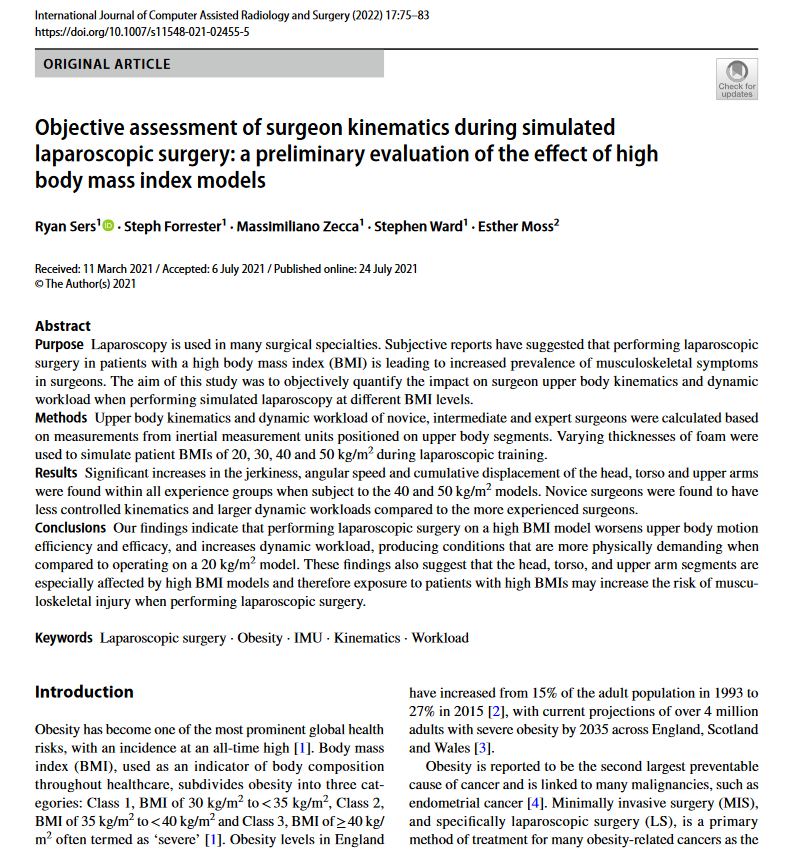 International Journal of Computer Assisted Radiology and Surgery (2022) 17:75–83
https://doi.org/10.1007/s11548-021-02455-5
ORIGINAL ARTICLE
Check for
updates
Objective assessment of surgeon kinematics during simulated
laparoscopic surgery: a preliminary evaluation of the effect of high
body mass index models
Ryan Sers¹ iD · Steph Forrester¹ · Massimiliano Zecca¹ · Stephen Ward¹ · Esther Moss²
Received: 11 March 2021 / Accepted: 6 July 2021 / Published online: 24 July 2021
© The Author(s) 2021
Abstract
Purpose Laparoscopy is used in many surgical specialties. Subjective reports have suggested that performing laparoscopic
surgery in patients with a high body mass index (BMI) is leading to increased prevalence of musculoskeletal symptoms
in surgeons. The aim of this study was to objectively quantify the impact on surgeon upper body kinematics and dynamic
workload when performing simulated laparoscopy at different BMI levels.
Methods Upper body kinematics and dynamic workload of novice, intermediate and expert surgeons were calculated based
on measurements from inertial measurement units positioned on upper body segments. Varying thicknesses of foam were
used to simulate patient BMIs of 20, 30, 40 and 50 kg/m² during laparoscopic training.
Results Significant increases in the jerkiness, angular speed and cumulative displacement of the head, torso and upper arms
were found within all experience groups when subject to the 40 and 50 kg/m² models. Novice surgeons were found to have
less controlled kinematics and larger dynamic workloads compared to the more experienced surgeons.
Conclusions Our findings indicate that performing laparoscopic surgery on a high BMI model worsens upper body motion
efficiency and efficacy, and increases dynamic workload, producing conditions that are more physically demanding when
compared to operating on a 20 kg/m² model. These findings also suggest that the head, torso, and upper arm segments are
especially affected by high BMI models and therefore exposure to patients with high BMIs may increase the risk of muscu-
loskeletal injury when performing laparoscopic surgery.
Keywords Laparoscopic surgery · Obesity · IMU · Kinematics · Workload
Introduction
Obesity has become one of the most prominent global health
risks, with an incidence at an all-time high [1]. Body mass
index (BMI), used as an indicator of body composition
throughout healthcare, subdivides obesity into three cat-
egories: Class 1, BMI of 30 kg/m² to <35 kg/m², Class 2,
BMI of 35 kg/m² to <40 kg/m² and Class 3, BMI of ≥40 kg/
m² often termed as ‘severe’ [1]. Obesity levels in England
have increased from 15% of the adult population in 1993 to
27% in 2015 [2], with current projections of over 4 million
adults with severe obesity by 2035 across England, Scotland
and Wales [3].
Obesity is reported to be the second largest preventable
cause of cancer and is linked to many malignancies, such as
endometrial cancer [4]. Minimally invasive surgery (MIS),
and specifically laparoscopic surgery (LS), is a primary
method of treatment for many obesity-related cancers as the